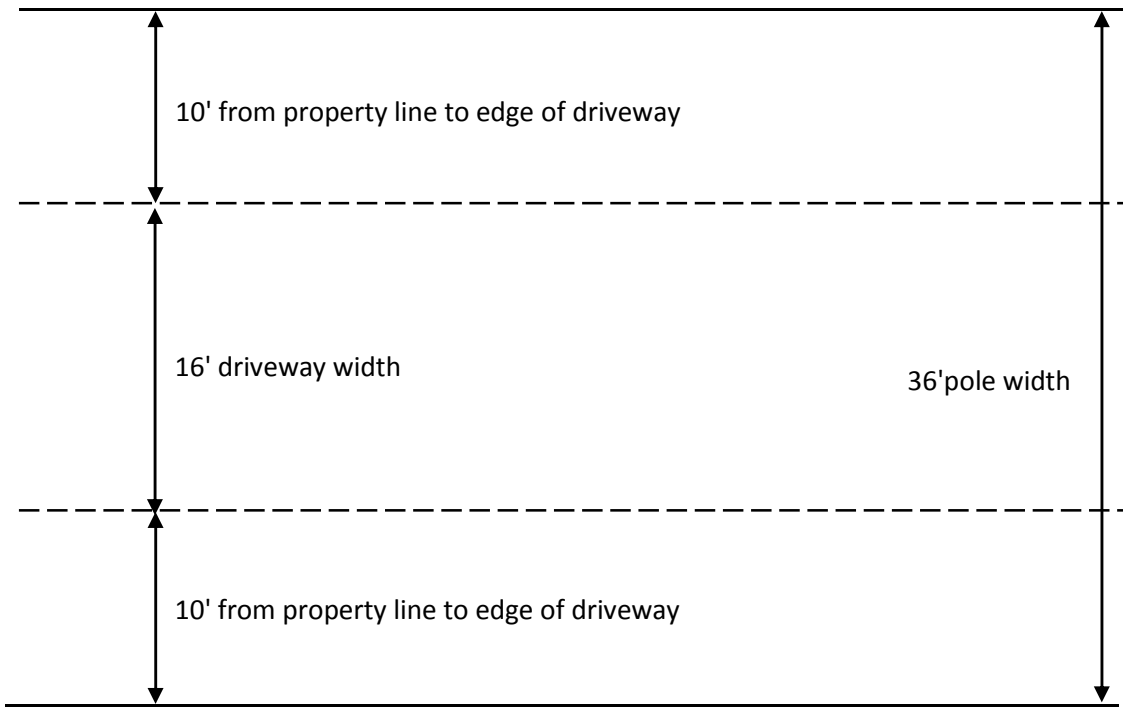 10' from property line to edge of driveway
16' driveway width
36'pole width
10' from property line to edge of driveway